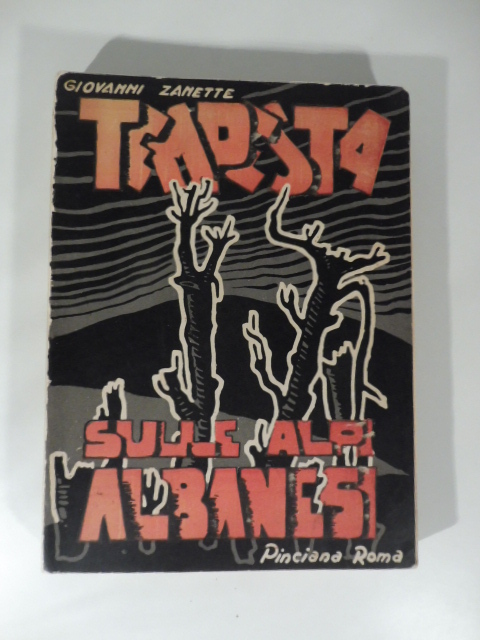 GIOVANNI ZANETTE
TEMPESTA
SULLE ALPI
ALBANESI
Pinciana Roma